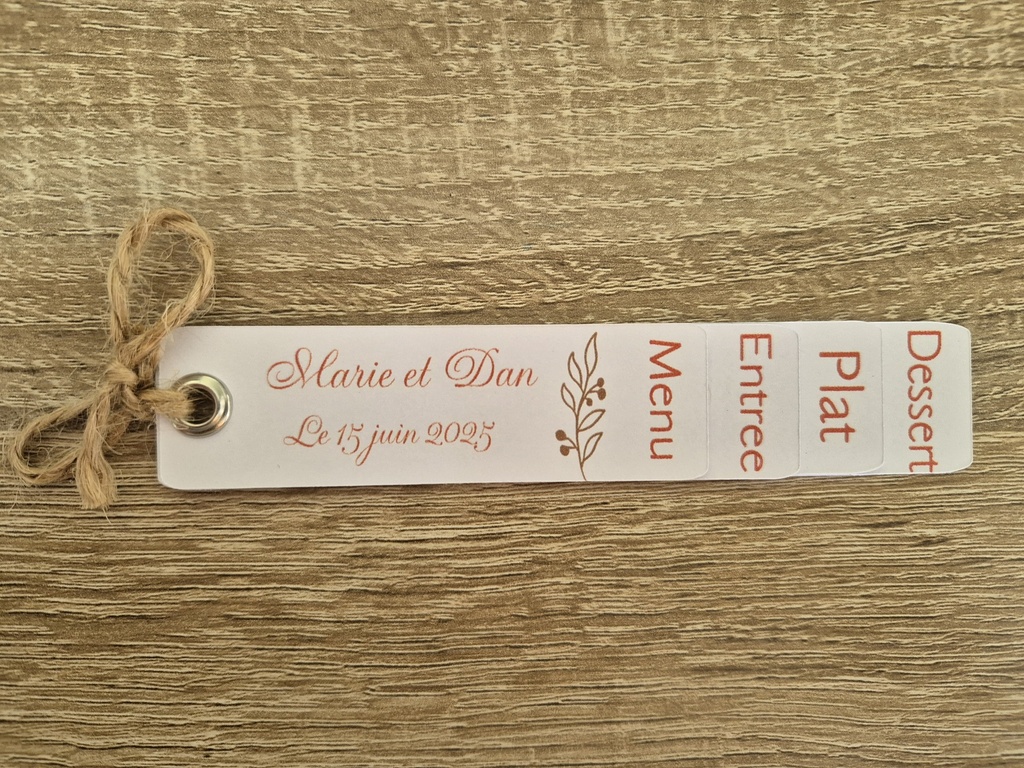 Marie et Dan
Le 15 juin 2025
Menu
Entree
Plat
Dessert